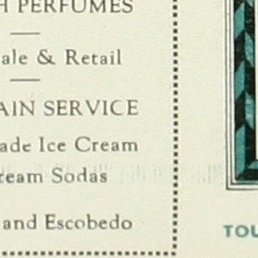 H PERFUMES
ale & Retail
AIN SERVICE
ade Ice Cream
ream Sodas
and Escobedo
TOU